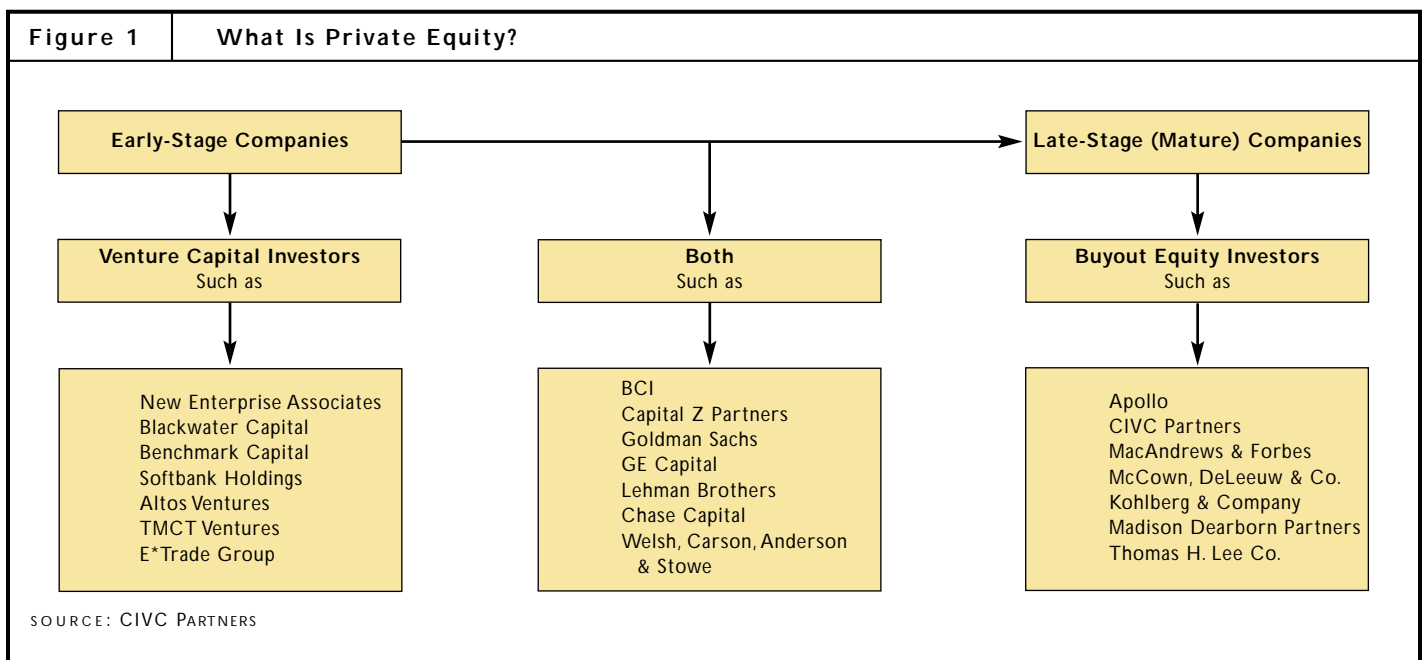 Figure 1
What Is Private Equity?
Early-Stage Companies
Late-Stage (Mature) Companies
Venture Capital Investors
Such as
Both
Such as
Buyout Equity Investors
Such as
New Enterprise Associates
Blackwater Capital
Benchmark Capital
Softbank Holdings
Altos Ventures
TMCT Ventures
E*Trade Group
BCI
Capital Z Partners
Goldman Sachs
GE Capital
Lehman Brothers
Chase Capital
Welsh, Carson, Anderson
& Stowe
Apollo
CIVC Partners
MacAndrews & Forbes
McCown, DeLeeuw & Co.
Kohlberg & Company
Madison Dearborn Partners
Thomas H. Lee Co.
SOURCE: CIVC PARTNERS